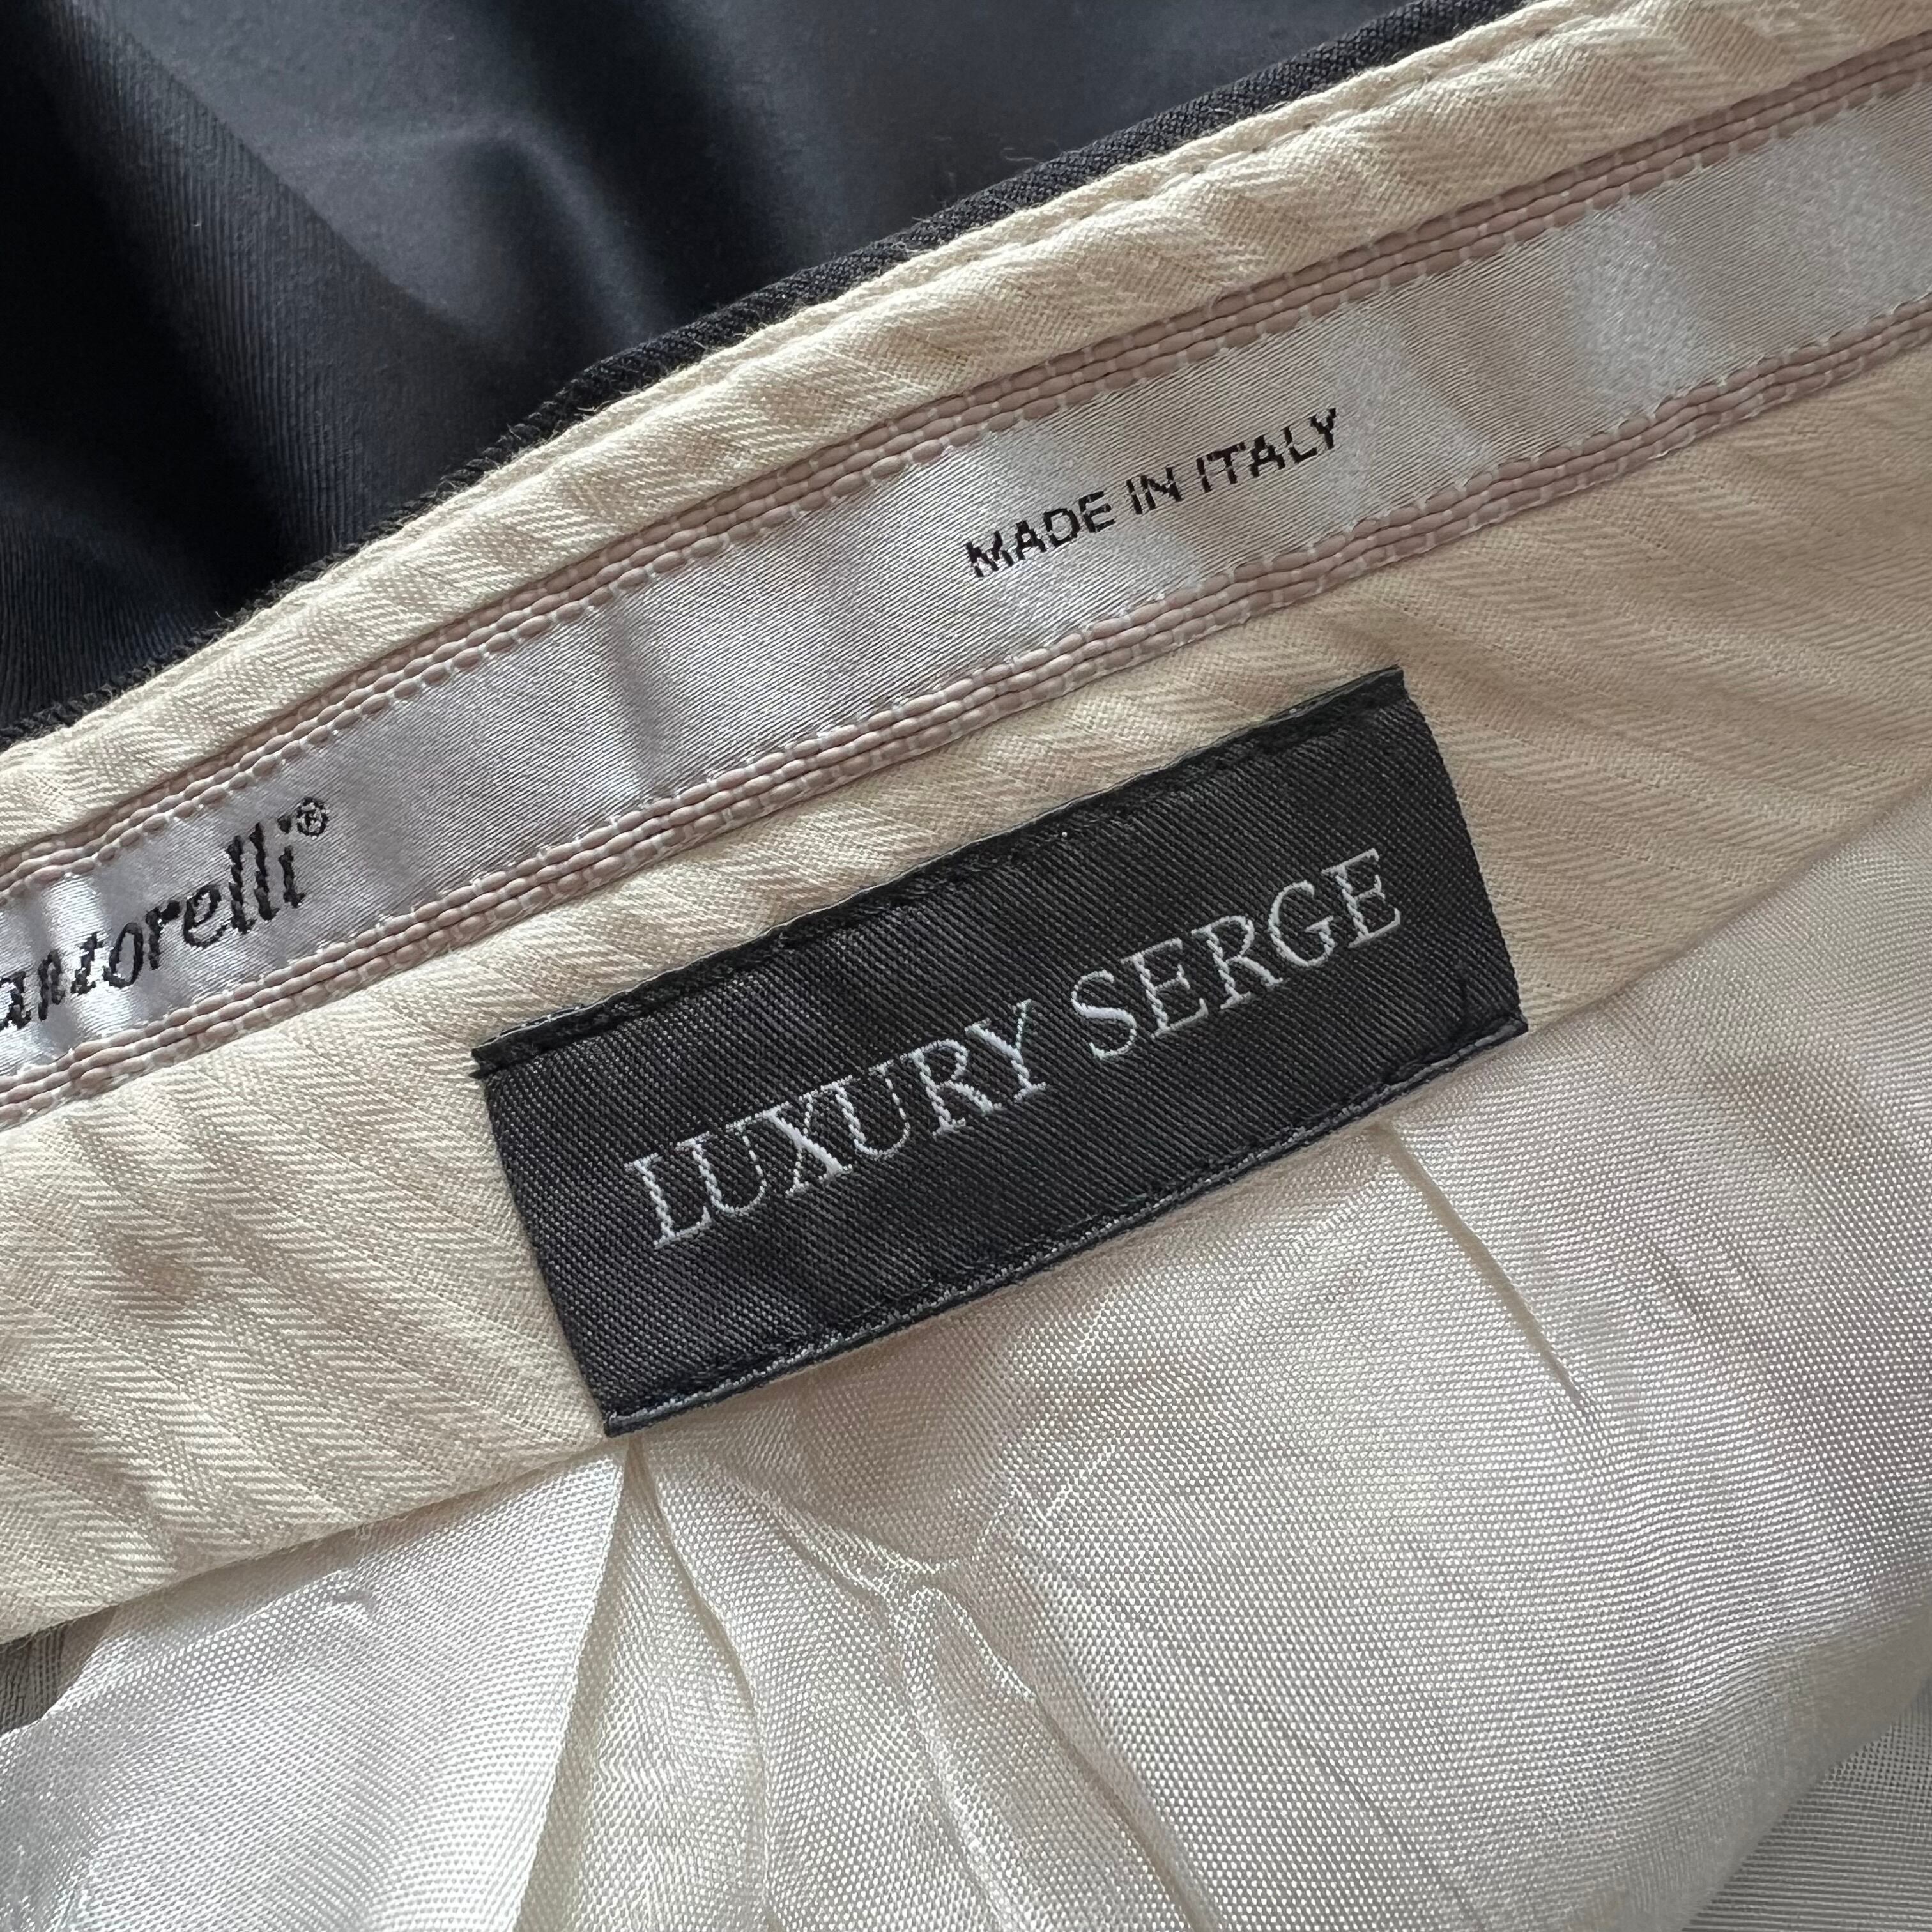 MADE IN ITALY
antorelli®
LUXURY SERGE